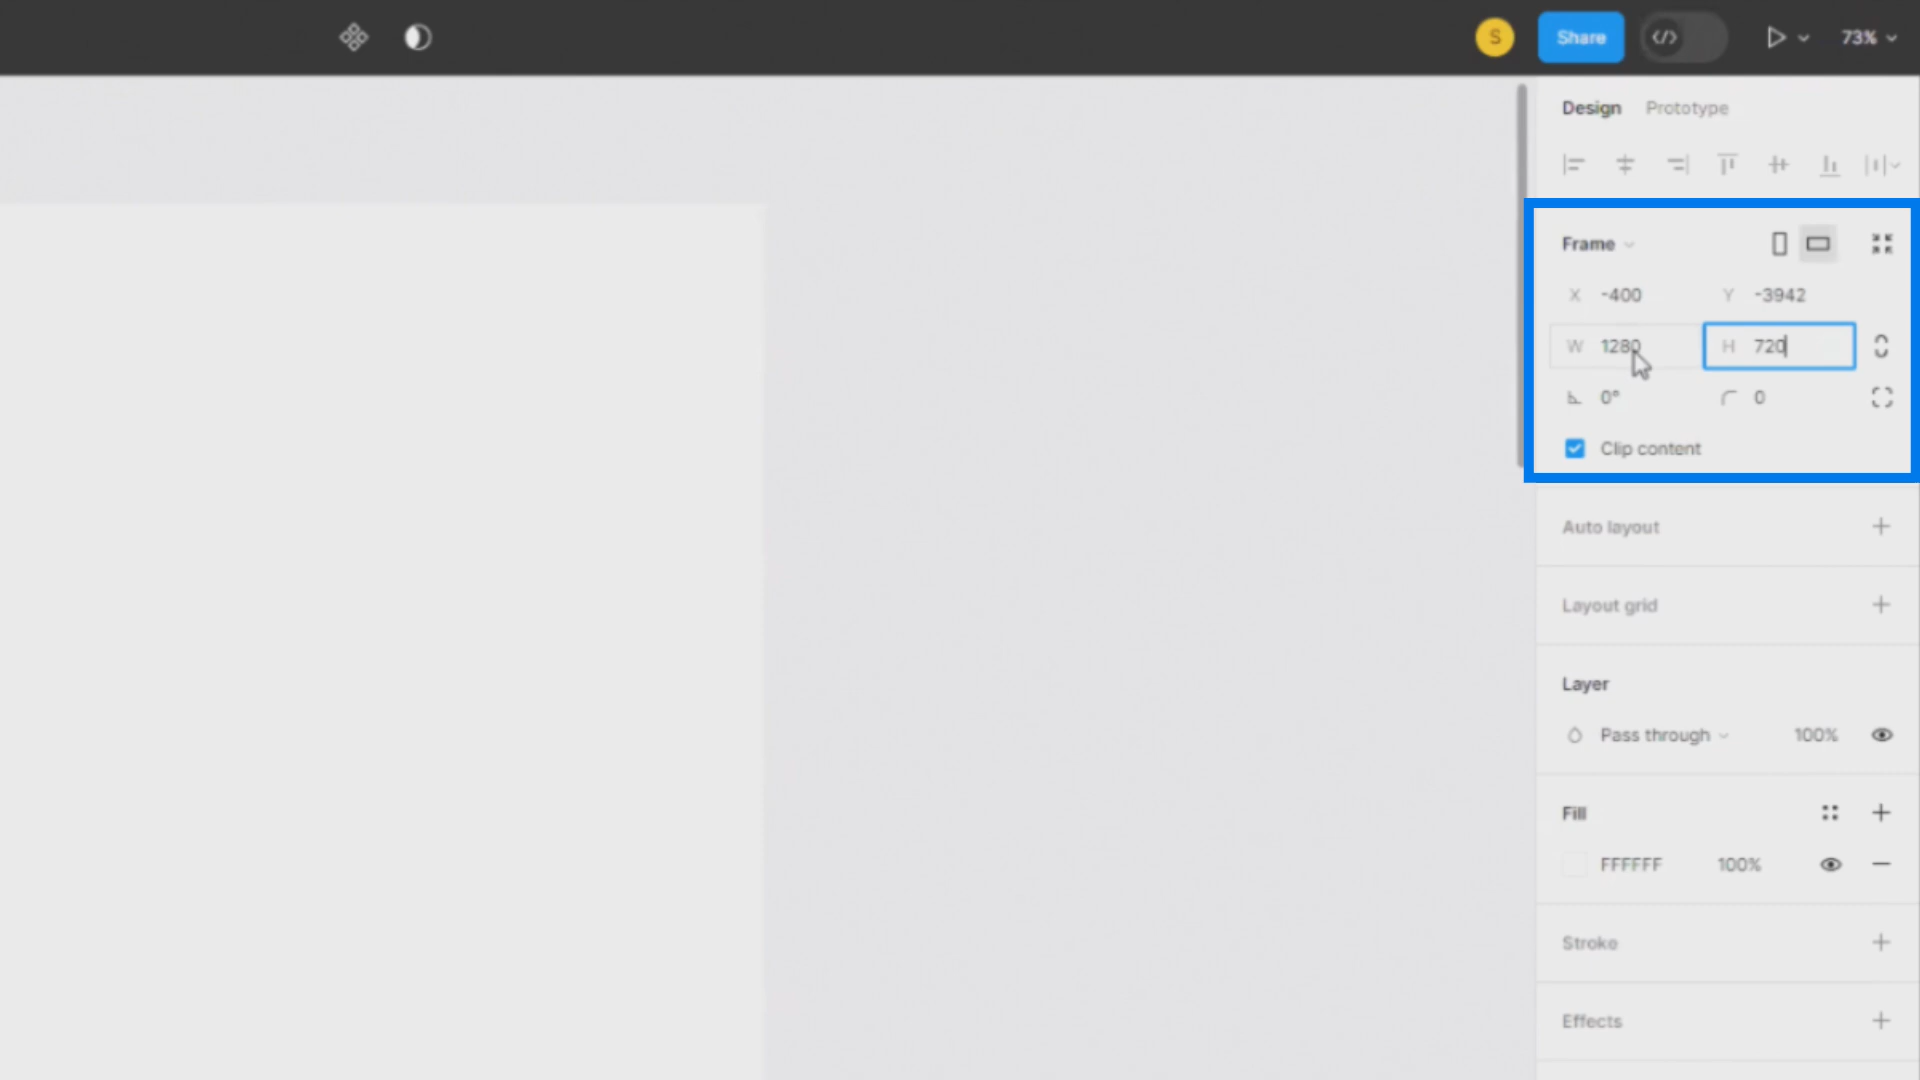 S Share </> 73%
Design Prototype
Frame
X -400 Y -3942
W 1280 H 720
0° 0
Clip content
Auto layout
Layout grid
Layer
Pass through 100%
Fill
FFFFFF 100%
Stroke
Effects